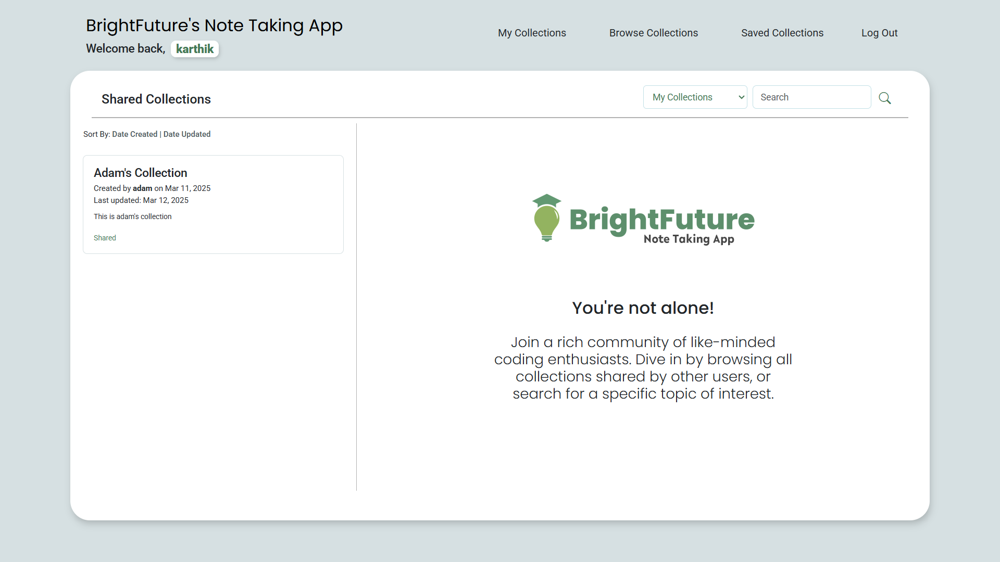 BrightFuture's Note Taking App
Welcome back, karthik
My Collections
Browse Collections
Saved Collections
Log Out
Shared Collections
My Collections
Search
Sort By: Date Created | Date Updated
Adam's Collection
Created by adam on Mar 11, 2025
Last updated: Mar 12, 2025
This is adam's collection
Shared
BrightFuture
Note Taking App
You're not alone!
Join a rich community of like-minded
coding enthusiasts. Dive in by browsing all
collections shared by other users, or
search for a specific topic of interest.